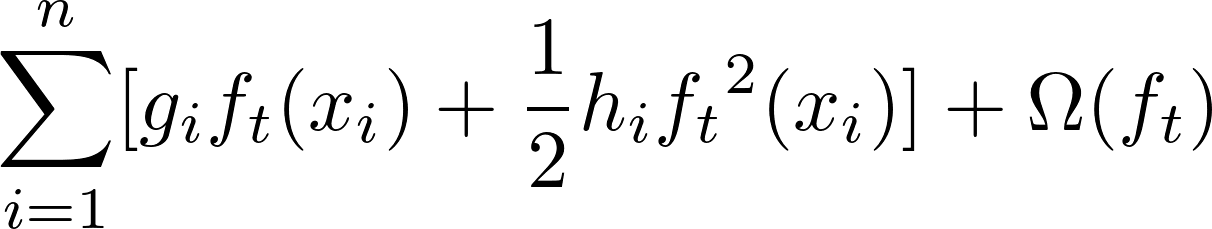 \sum_{i=1}^{n} [g_i f_t(x_i) + \frac{1}{2} h_i {f_t}^2(x_i)] + \Omega(f_t)